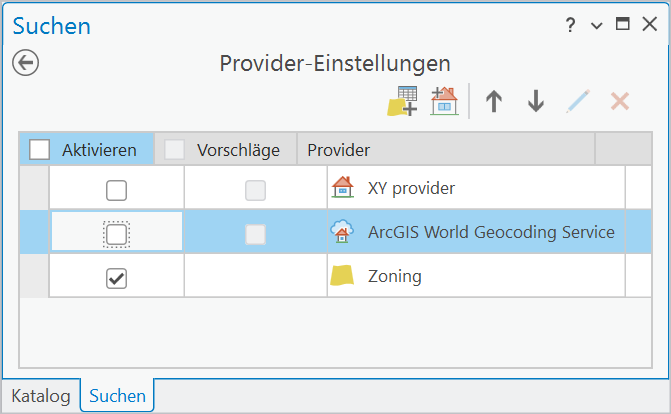 Suchen
Provider-Einstellungen
Aktivieren Vorschläge Provider
XY provider
ArcGIS World Geocoding Service
Zoning
Katalog Suchen